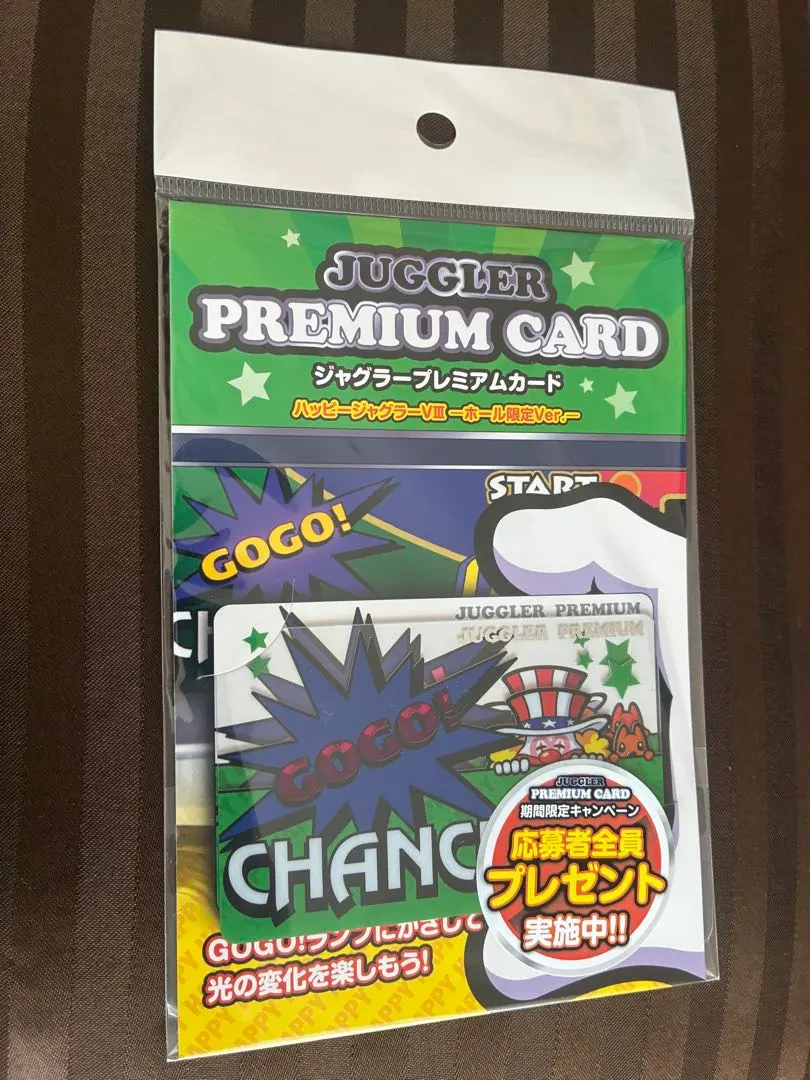 JUGGLER
PREMIUM CARD
ジャグラープレミアムカード
ハッピージャグラーVⅢ ーホール限定Ver.ー
START
GOGO!
JUGGLER PREMIUM
JUGGLER PREMIUM
GOGO!
CHANC
JUGGLER
PREMIUM CARD
期間限定キャンペーン
応募者全員
プレゼント
実施中!!
GOGO!ランプにかざして
光の変化を楽しもう!